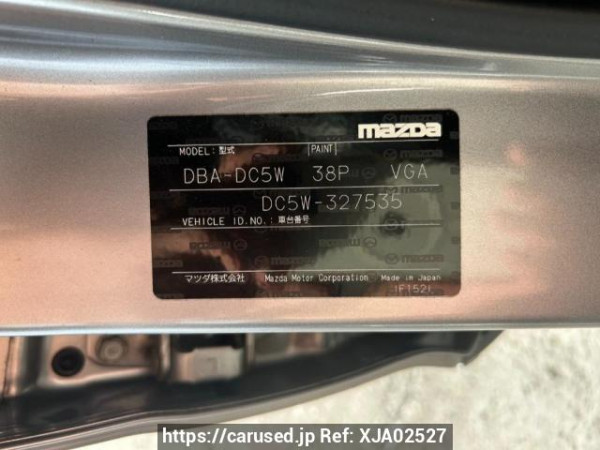 mazda
MODEL: 型式 [PAINT]
DBA-DC5W 38P VGA
DC5W-327535
VEHICLE ID.NO.: 車台番号
マツダ株式会社 Mazda Motor Corporation Made in Japan
https://carused.jp Ref: XJA02527